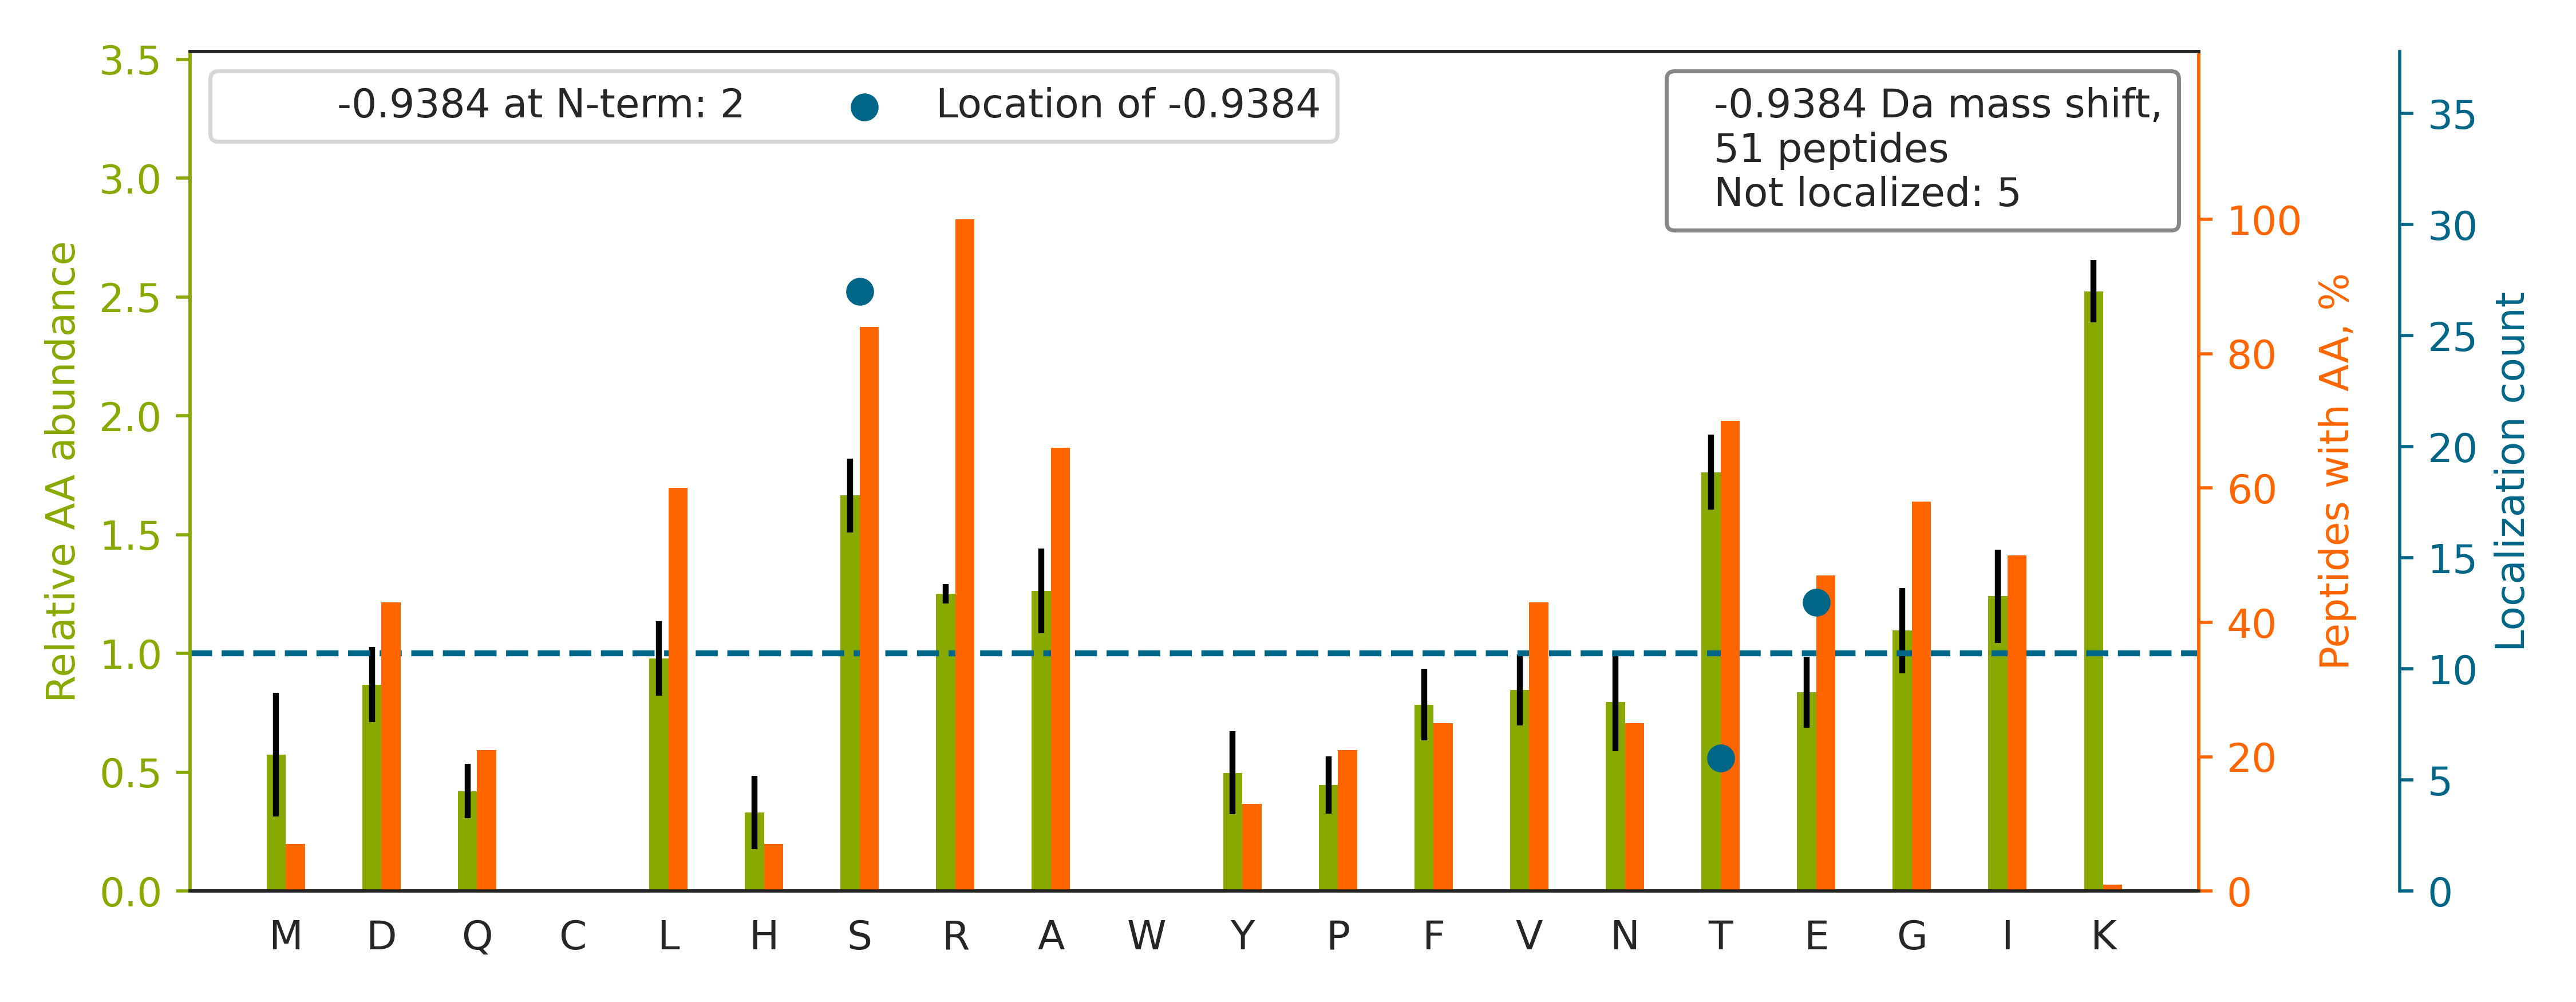 -0.9384 at N-term: 2
Location of -0.9384
-0.9384 Da mass shift,
51 peptides
Not localized: 5
Relative AA abundance
3.5
3.0
2.5
2.0
1.5
1.0
0.5
0.0
M D Q C L H S R A W Y P F V N T E G I K
100
80
60
40
20
0
Peptides with AA, %
35
30
25
20
15
10
5
0
Localization count